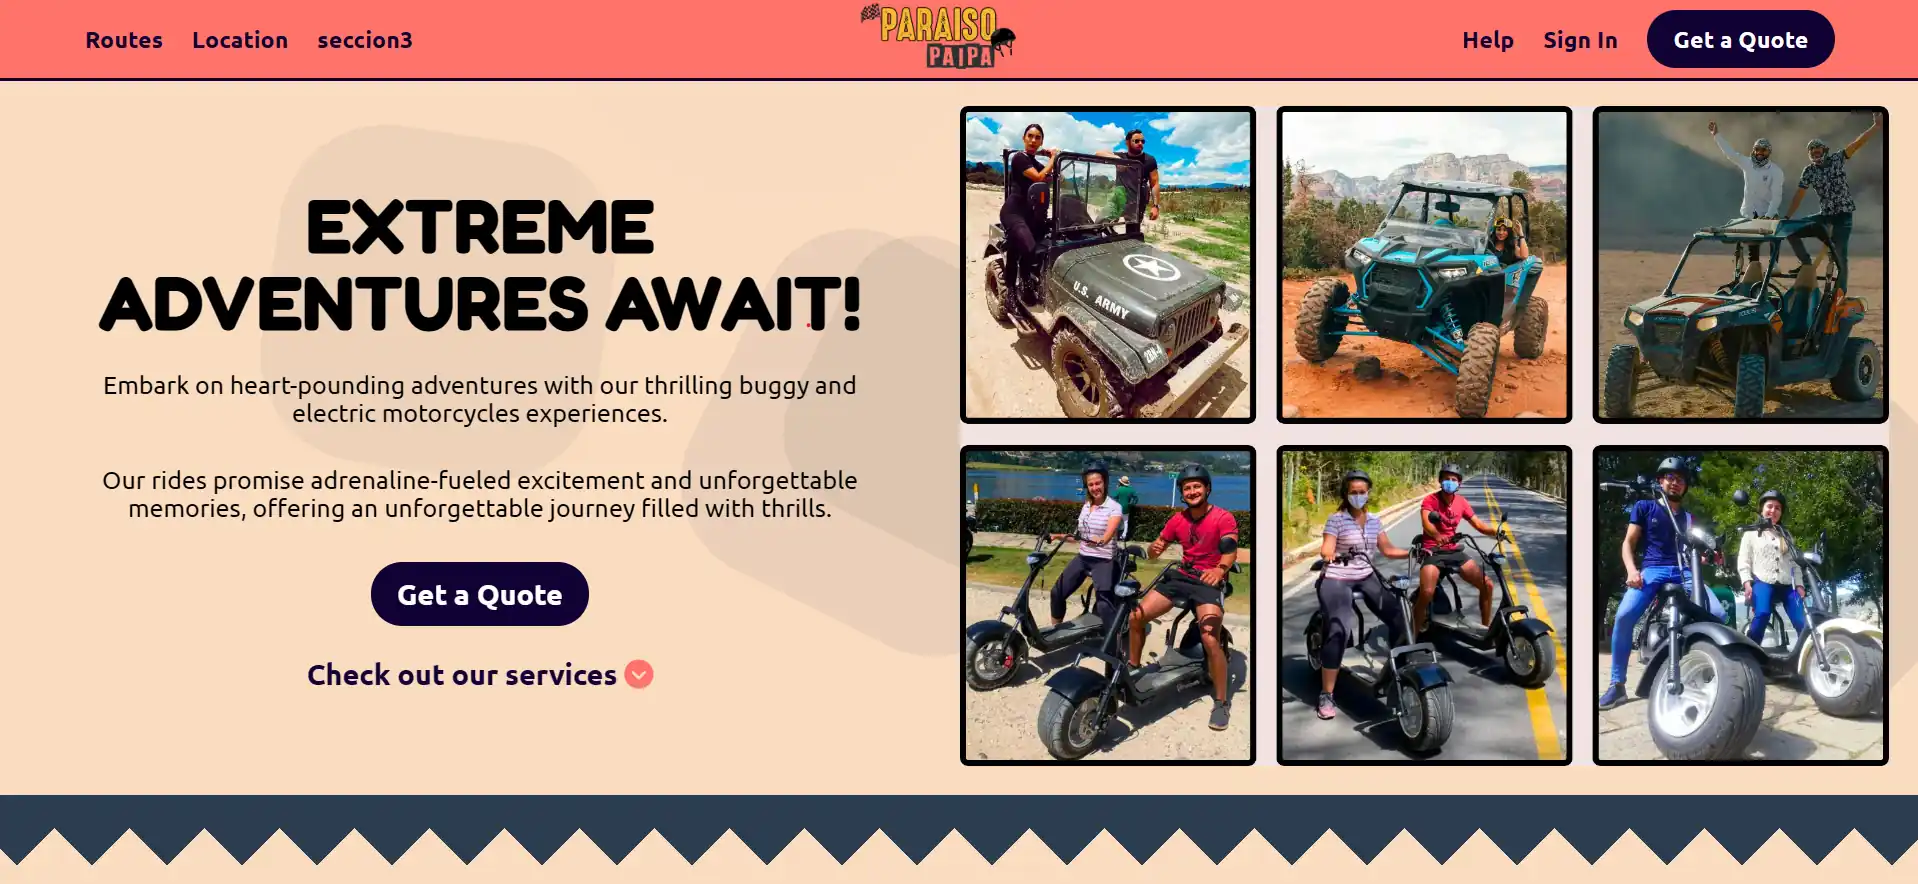 Routes Location seccion3
PARAISO
PAIPA
Help Sign In Get a Quote
EXTREME
ADVENTURES AWAIT!
Embark on heart-pounding adventures with our thrilling buggy and
electric motorcycles experiences.
Our rides promise adrenaline-fueled excitement and unforgettable
memories, offering an unforgettable journey filled with thrills.
Get a Quote
Check out our services
U.S. ARMY